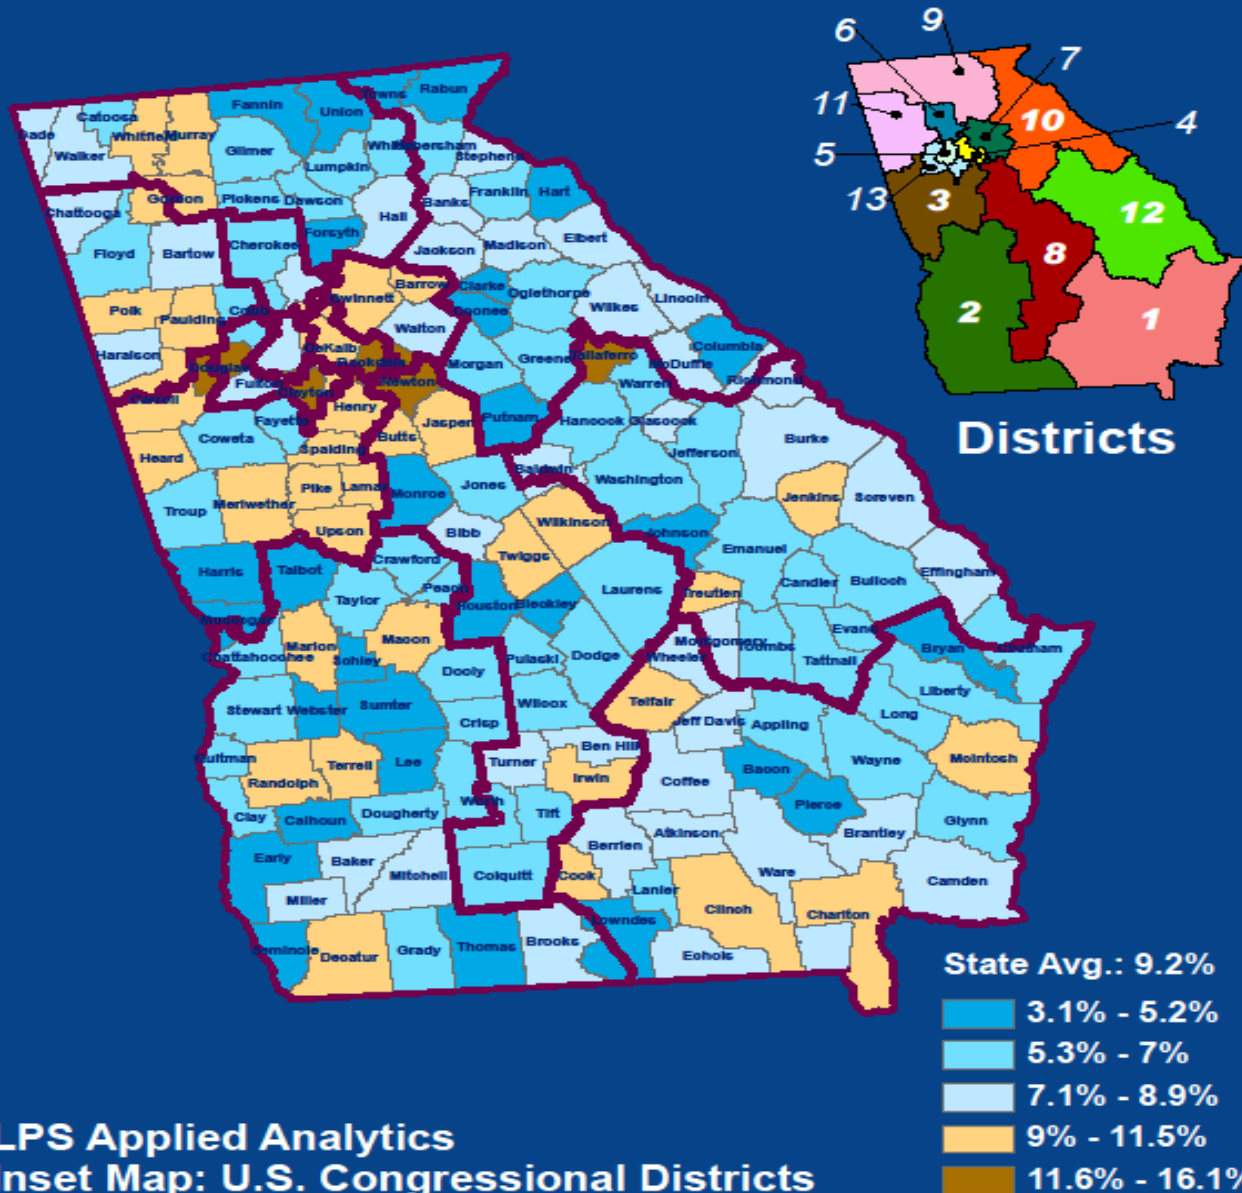 9
6
7
11
10
4
5
13
3
12
8
2
1
Districts
Fannin
Union
Rabun
Catoosa
Whitfield
Murray
Walker
Gilmer
Lumpkin
Habersham
Stephens
Gordon
Pickens
Dawson
Franklin
Hart
Chattooga
Hall
Banks
Floyd
Bartow
Cherokee
Forsyth
Jackson
Madison
Elbert
Polk
Paulding
Cobb
Gwinnett
Barrow
Clarke
Oconee
Oglethorpe
Wilkes
Lincoln
Haralson
Walton
DeKalb
Rockdale
Douglas
Fulton
Clayton
Newton
Morgan
Greene
Taliaferro
McDuffie
Columbia
Richmond
Warren
Carroll
Henry
Fayette
Coweta
Spalding
Butts
Jasper
Putnam
Hancock
Glascock
Jefferson
Burke
Heard
Troup
Meriwether
Pike
Lamar
Monroe
Jones
Baldwin
Washington
Jenkins
Screven
Upson
Bibb
Wilkinson
Twiggs
Johnson
Emanuel
Effingham
Harris
Talbot
Crawford
Peach
Taylor
Houston
Bleckley
Laurens
Treutlen
Candler
Bulloch
Marion
Macon
Schley
Chattahoochee
Pulaski
Dodge
Wheeler
Montgomery
Toombs
Tattnall
Evans
Bryan
Stewart
Webster
Sumter
Dooly
Crisp
Wilcox
Telfair
Jeff Davis
Appling
Long
Liberty
Randolph
Terrell
Lee
Turner
Ben Hill
Irwin
Coffee
Bacon
Wayne
McIntosh
Clay
Calhoun
Dougherty
Worth
Tift
Pierce
Brantley
Glynn
Early
Baker
Mitchell
Miller
Colquitt
Berrien
Atkinson
Cook
Lanier
Ware
Clinch
Charlton
Camden
Decatur
Grady
Thomas
Brooks
Lowndes
Echols
State Avg.: 9.2%
3.1% - 5.2%
5.3% - 7%
7.1% - 8.9%
9% - 11.5%
11.6% - 16.1%
LPS Applied Analytics
Inset Map: U.S. Congressional Districts